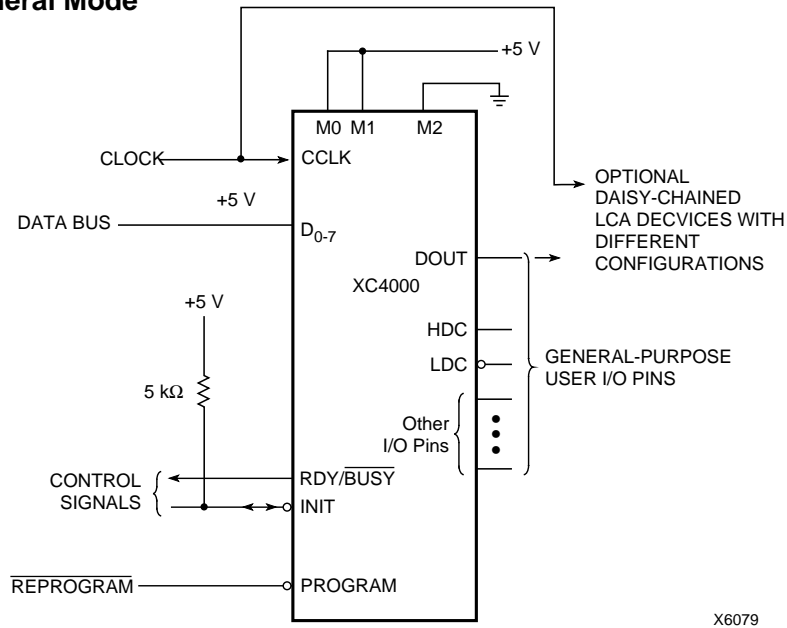 neral Mode
+5 V
M0 M1 M2
CLOCK
CCLK
+5 V
DATA BUS
D0-7
OPTIONAL
DAISY-CHAINED
LCA DECVICES WITH
DIFFERENT
CONFIGURATIONS
DOUT
XC4000
+5 V
HDC
LDC
GENERAL-PURPOSE
USER I/O PINS
5 kΩ
Other
I/O Pins
CONTROL
SIGNALS
RDY/BUSY
INIT
REPROGRAM
PROGRAM
X6079